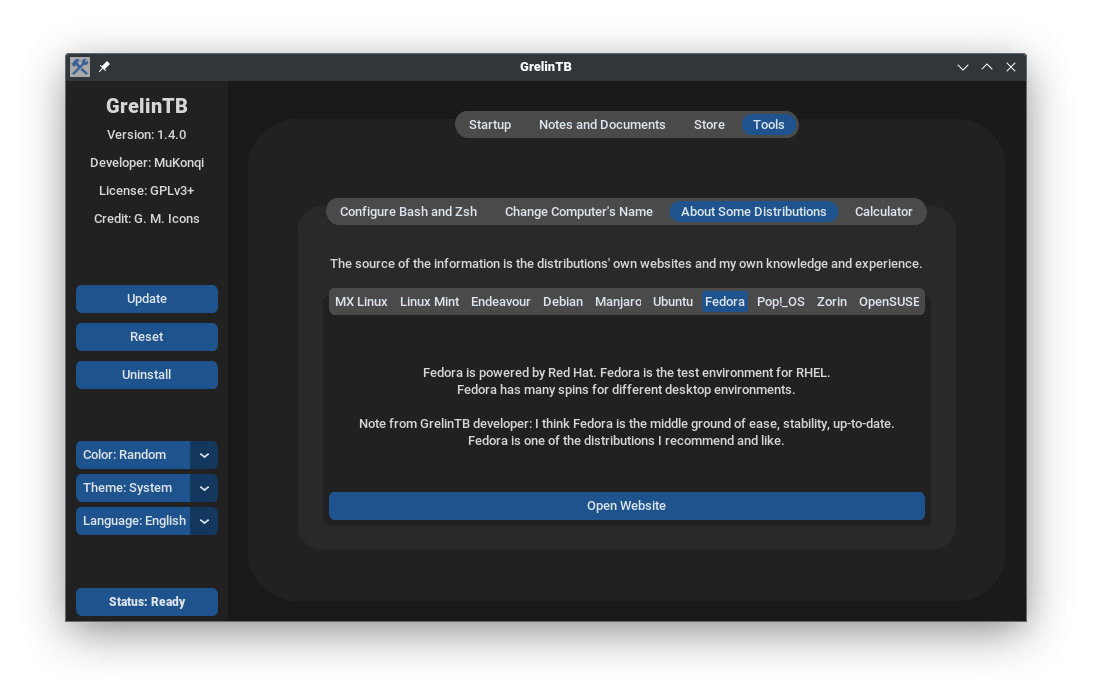 GrelinTB
GrelinTB
Version: 1.4.0
Developer: MuKonqi
License: GPLv3+
Credit: G. M. Icons
Update
Reset
Uninstall
Color: Random
Theme: System
Language: English
Status: Ready
Startup Notes and Documents Store Tools
Configure Bash and Zsh Change Computer's Name About Some Distributions Calculator
The source of the information is the distributions' own websites and my own knowledge and experience.
MX Linux Linux Mint Endeavour Debian Manjaro Ubuntu Fedora Pop!_OS Zorin OpenSUSE
Fedora is powered by Red Hat. Fedora is the test environment for RHEL.
Fedora has many spins for different desktop environments.
Note from GrelinTB developer: I think Fedora is the middle ground of ease, stability, up-to-date.
Fedora is one of the distributions I recommend and like.
Open Website